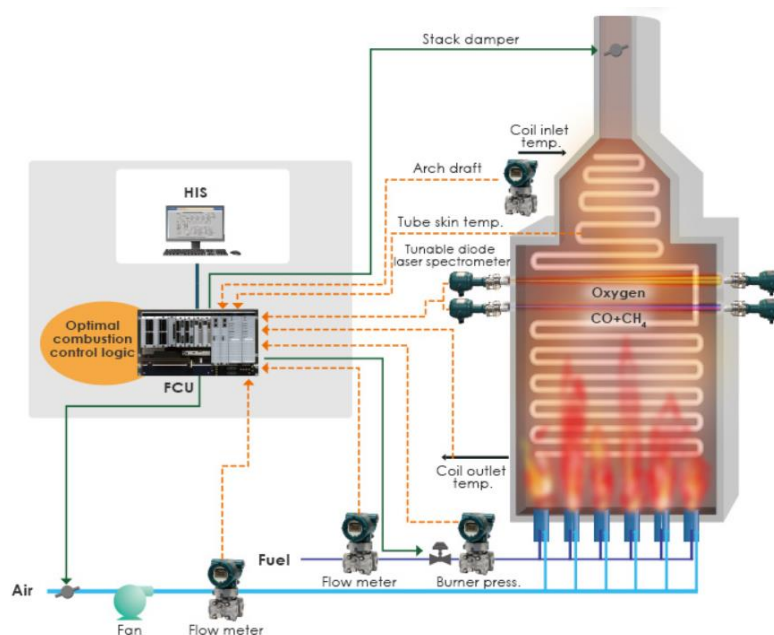 Stack damper
Coil inlet
temp.
Arch draft
HIS
Tube skin temp.
Tunable diode
laser spectrometer
Oxygen
CO+CH₄
Optimal
combustion
control logic
FCU
Coil outlet
temp.
Fuel
Flow meter
Burner press.
Air
Fan
Flow meter